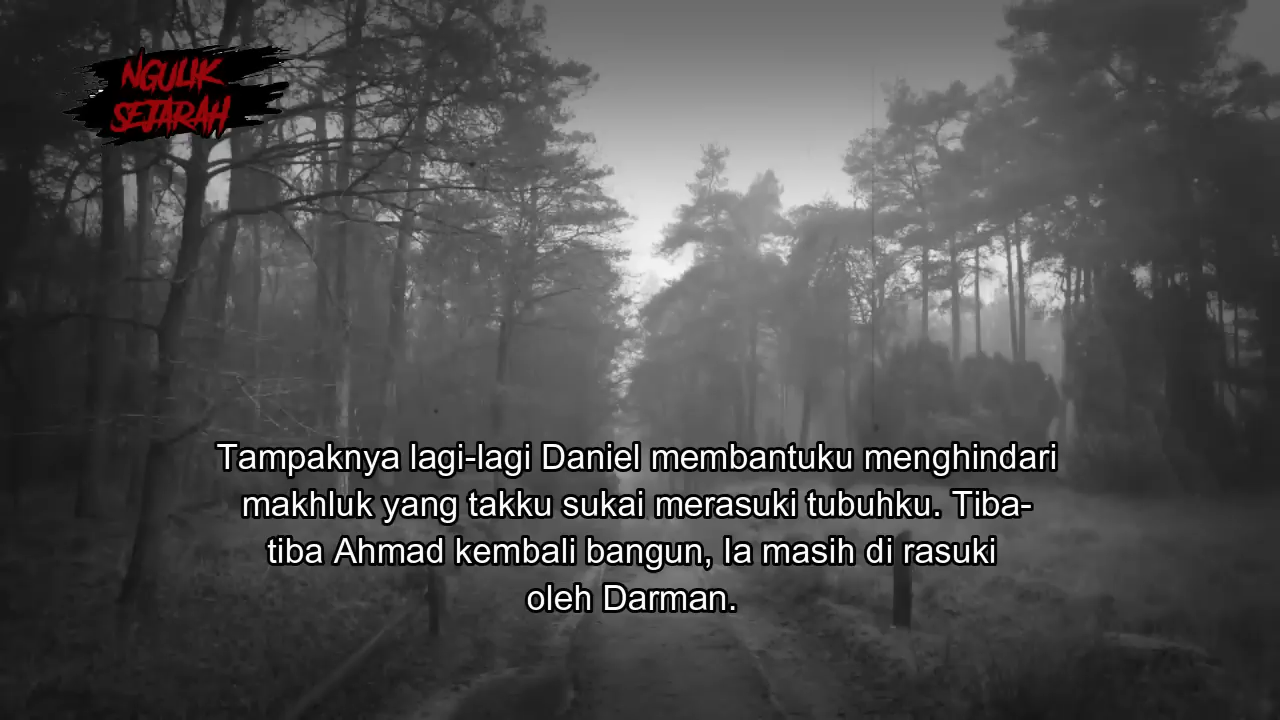 NGULIK
SEJARAH
Tampaknya lagi-lagi Daniel membantuku menghindari
makhluk yang takku sukai merasuki tubuhku. Tiba-
tiba Ahmad kembali bangun, Ia masih di rasuki
oleh Darman.